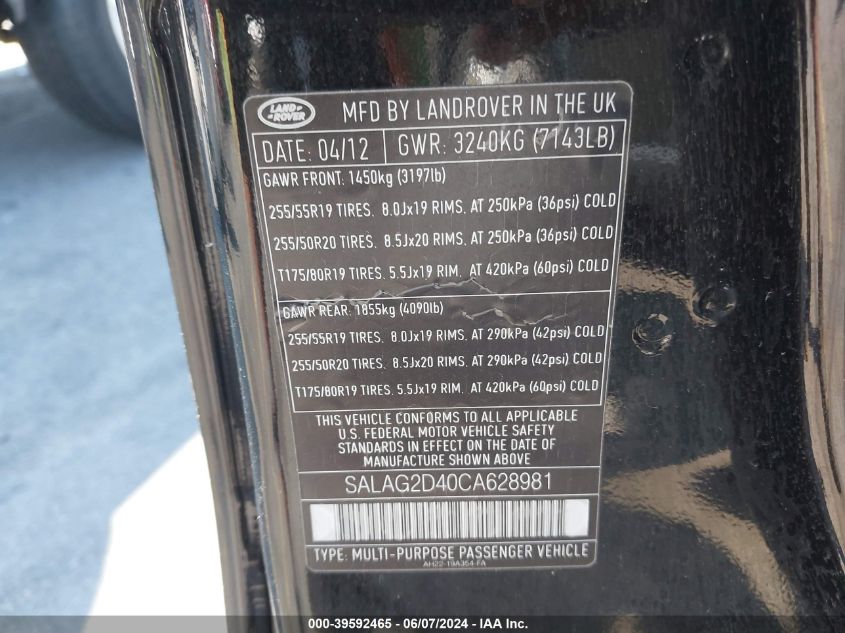 LAND ROVER
MFD BY LANDROVER IN THE UK
DATE: 04/12 GWR: 3240KG (7143LB)
GAWR FRONT. 1450kg (3197lb)
255/55R19 TIRES. 8.0Jx19 RIMS. AT 250kPa (36psi) COLD
255/50R20 TIRES. 8.5Jx20 RIMS. AT 250kPa (36psi) COLD
T175/80R19 TIRES. 5.5Jx19 RIM. AT 420kPa (60psi) COLD
GAWR REAR. 1855kg (4090lb)
255/55R19 TIRES. 8.0Jx19 RIMS. AT 290kPa (42psi) COLD
255/50R20 TIRES. 8.5Jx20 RIMS. AT 290kPa (42psi) COLD
T175/80R19 TIRES. 5.5Jx19 RIM. AT 420kPa (60psi) COLD
THIS VEHICLE CONFORMS TO ALL APPLICABLE
U.S. FEDERAL MOTOR VEHICLE SAFETY
STANDARDS IN EFFECT ON THE DATE OF
MANUFACTURE SHOWN ABOVE
SALAG2D40CA628981
TYPE: MULTI-PURPOSE PASSENGER VEHICLE
AH22-19A354-FA
000-39592465 - 06/07/2024 - IAA Inc.